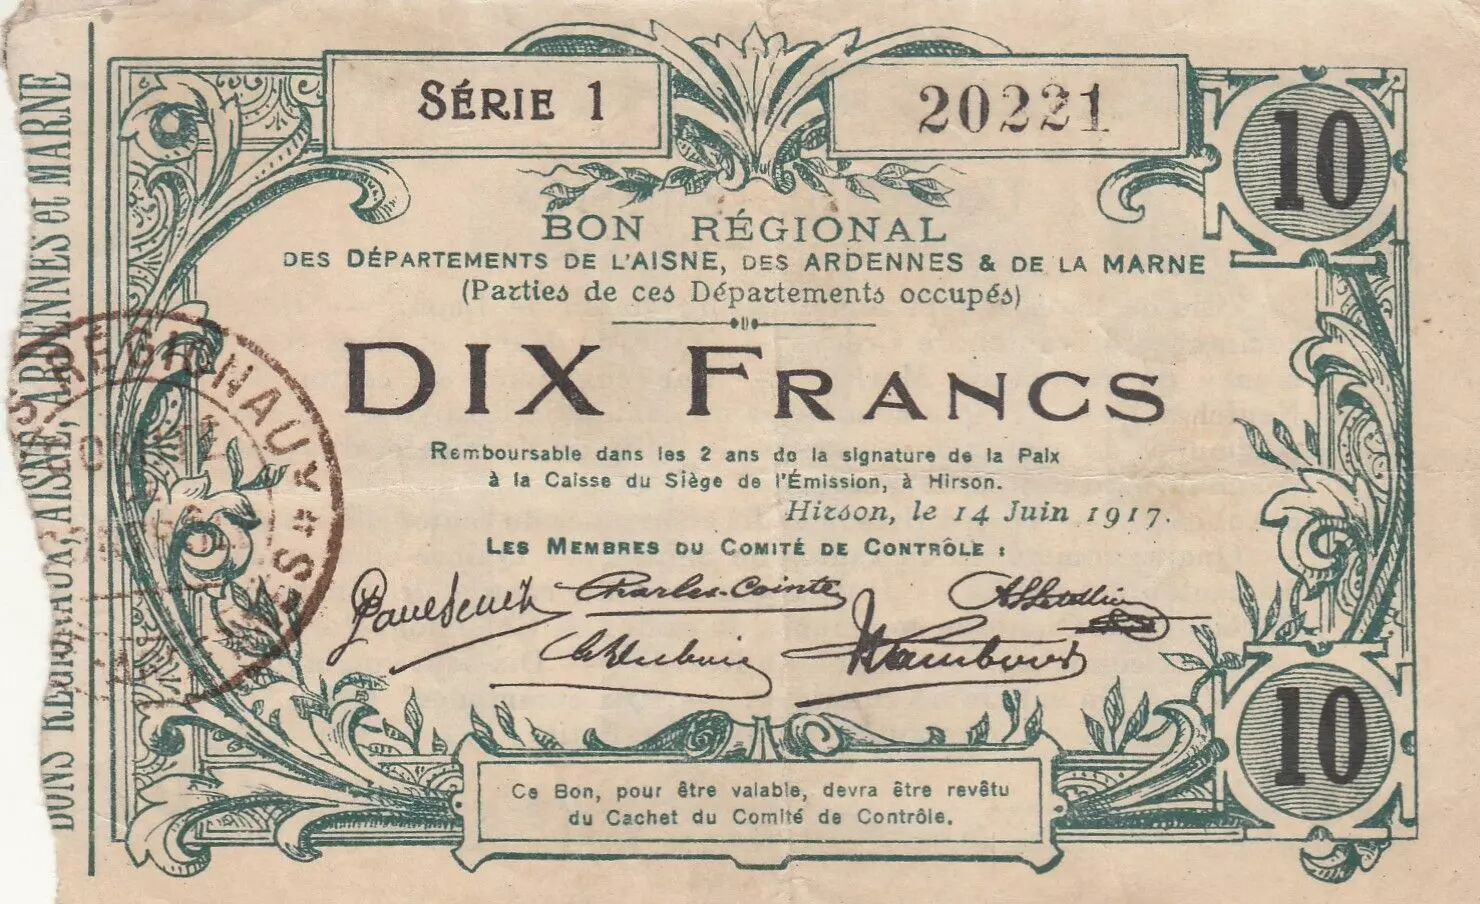 SÉRIE 1
20221
10
BONS RÉGIONAUX, AISNE, ARDENNES et MARNE
BON RÉGIONAL
DES DÉPARTEMENTS DE L'AISNE, DES ARDENNES & DE LA MARNE
(Parties de ces Départements occupés)
DIX FRANCS
Remboursable dans les 2 ans de la signature de la Paix
à la Caisse du Siège de l'Émission, à Hirson.
Hirson, le 14 Juin 1917.
LES MEMBRES DU COMITÉ DE CONTRÔLE :
Charles-Cointe
S RÉGIONAUX "S
10
Ce Bon, pour être valable, devra être revêtu
du Cachet du Comité de Contrôle.